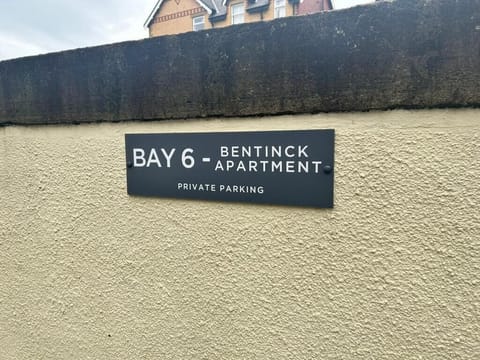 BAY 6 - BENTINCK
APARTMENT
PRIVATE PARKING